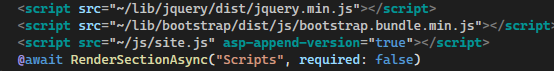 <script src="~/lib/jquery/dist/jquery.min.js"></script>
<script src="~/lib/bootstrap/dist/js/bootstrap.bundle.min.js"></script>
<script src="~/js/site.js" asp-append-version="true"></script>
@await RenderSectionAsync("Scripts", required: false)